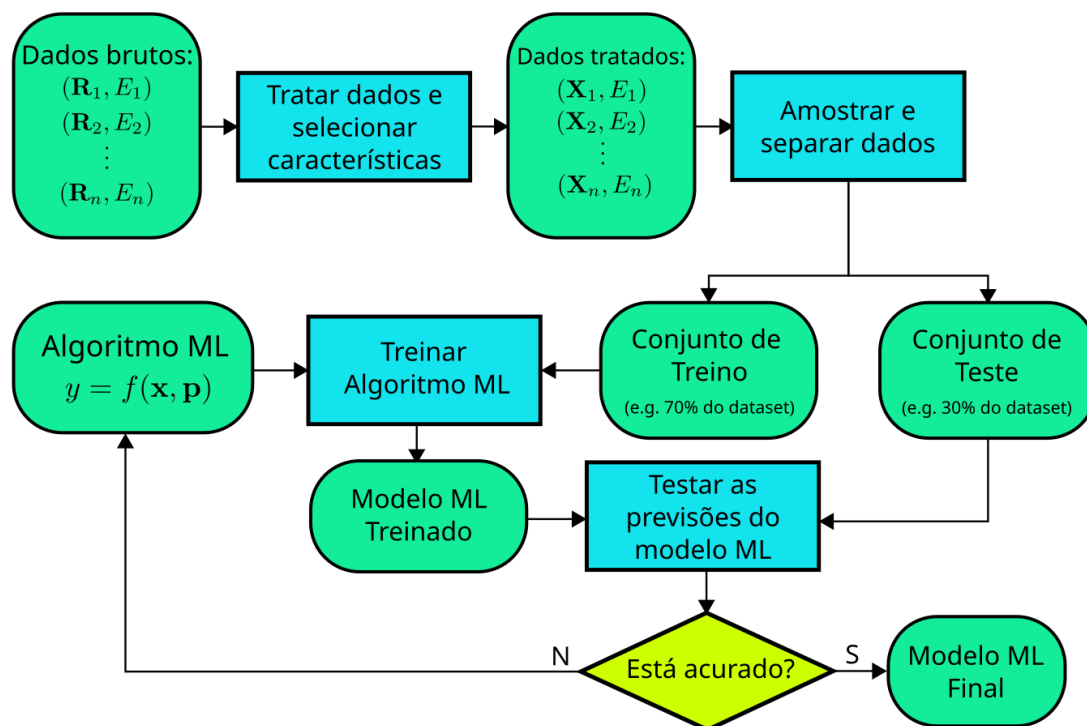 Dados brutos:
(R₁, E₁)
(R₂, E₂)
⋮
(Rₙ, Eₙ)
Tratar dados e
selecionar
características
Dados tratados:
(X₁, E₁)
(X₂, E₂)
⋮
(Xₙ, Eₙ)
Amostrar e
separar dados
Algoritmo ML
y = f(x, p)
Treinar
Algoritmo ML
Conjunto de
Treino
(e.g. 70% do dataset)
Conjunto de
Teste
(e.g. 30% do dataset)
Modelo ML
Treinado
Testar as
previsões do
modelo ML
N
Está acurado?
S
Modelo ML
Final